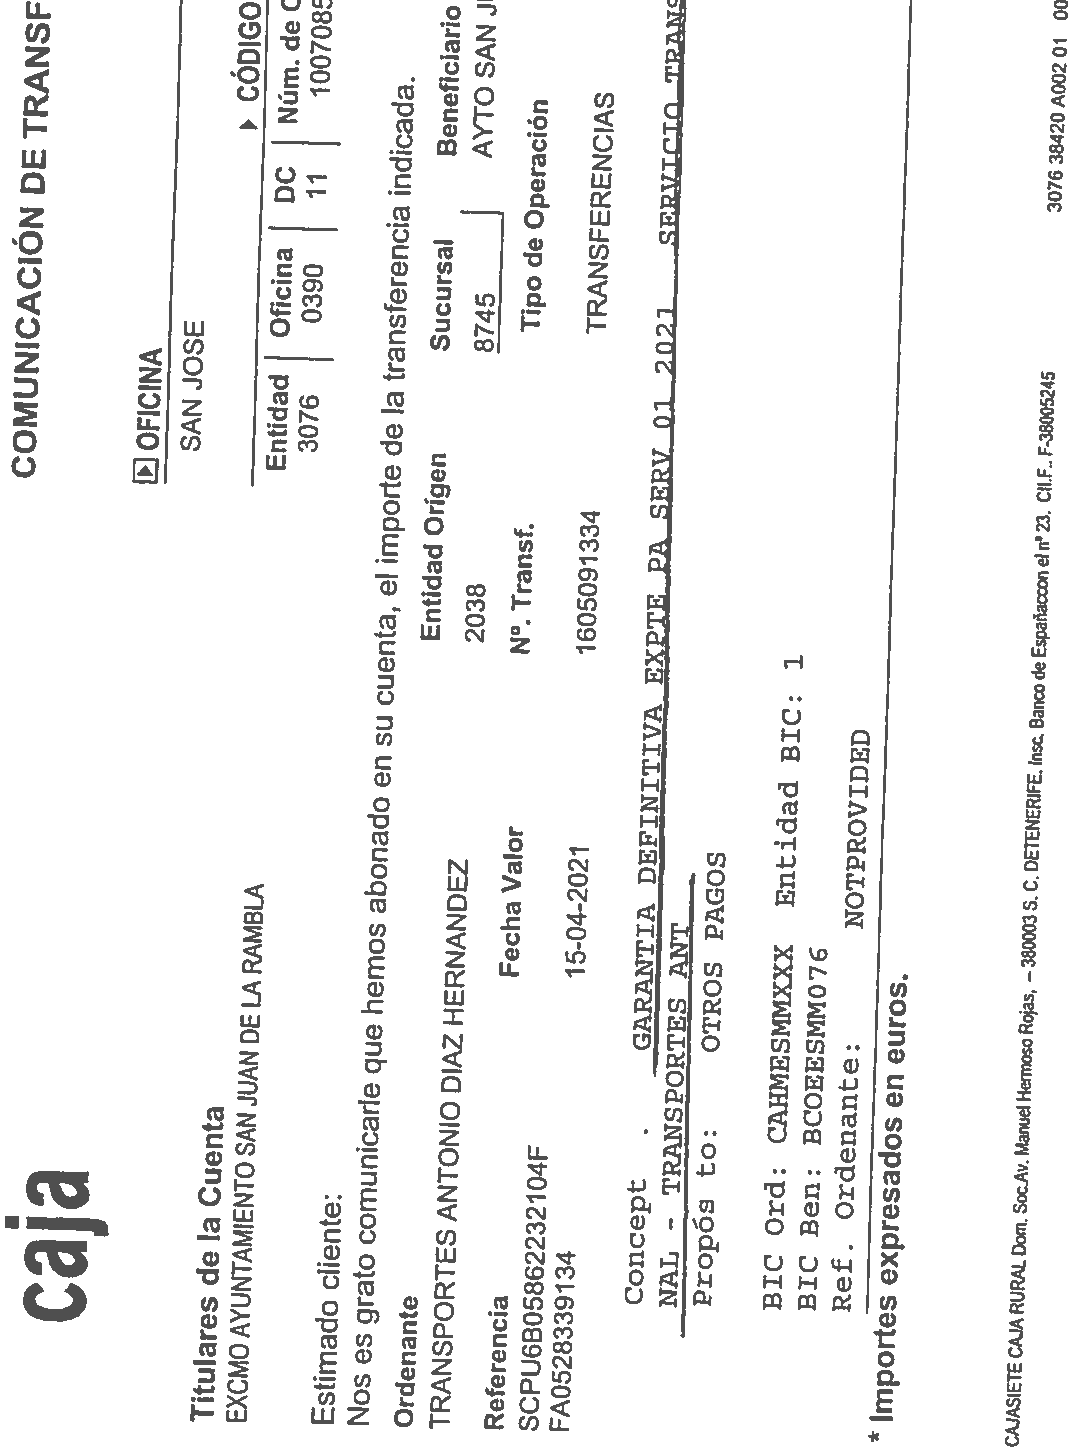 caja
COMUNICACIÓN DE TRANSF
OFICINA
SAN JOSE
Titulares de la Cuenta
EXCMO AYUNTAMIENTO SAN JUAN DE LA RAMBLA
CÓDIGO
Entidad Oficina DC Núm. de C
3076 0390 11 1007085
Estimado cliente:
Nos es grato comunicarle que hemos abonado en su cuenta, el importe de la transferencia indicada.
Ordenante Entidad Orígen Sucursal Beneficiario
TRANSPORTES ANTONIO DIAZ HERNANDEZ 2038 8745 AYTO SAN J
Referencia Fecha Valor Nº. Transf. Tipo de Operación
SCPU6B05862232104F
FA0528339134 15-04-2021 1605091334 TRANSFERENCIAS
Concept . GARANTIA DEFINITIVA EXPTE PA SERV 01 2021 SERVICIO TRANS
NAL - TRANSPORTES ANT
Propós to: OTROS PAGOS
BIC Ord: CAHMESMMXXX Entidad BIC: 1
BIC Ben: BCOEESMM076
Ref. Ordenante: NOTPROVIDED
* Importes expresados en euros.
CAJASIETE CAJA RURAL Dom. Soc.Av. Manuel Hermoso Rojas, – 380003 S. C. DETENERIFE. Insc. Banco de Españaccon el nº 23. CII.F.. F-38005245
3076 38420 A002 01 00